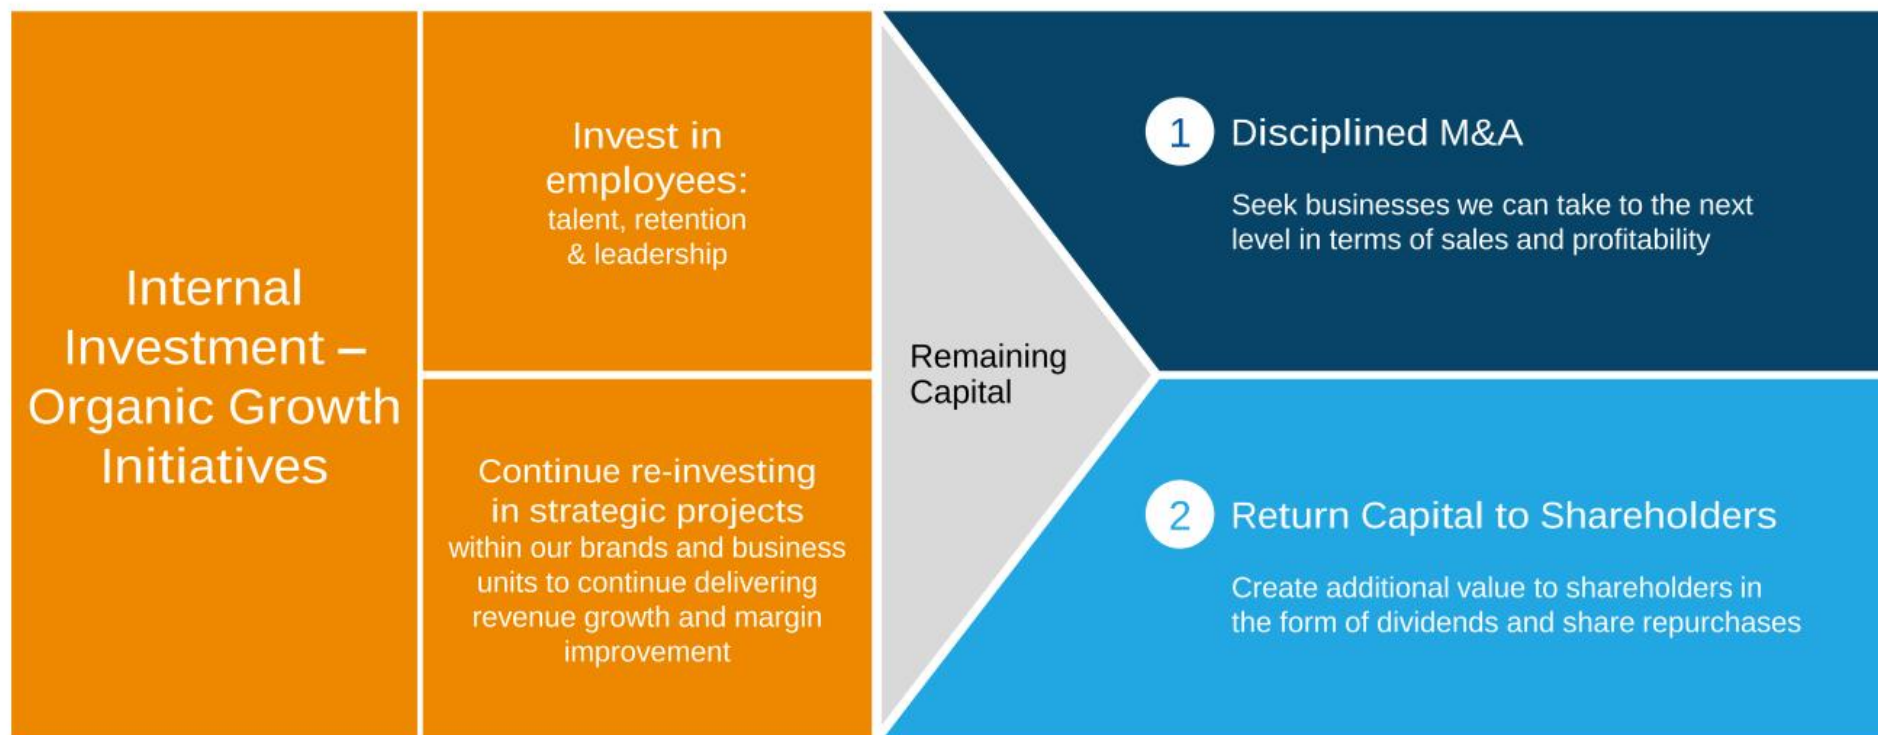 Internal
Investment –
Organic Growth
Initiatives
Invest in
employees:
talent, retention
& leadership
Continue re-investing
in strategic projects
within our brands and business
units to continue delivering
revenue growth and margin
improvement
Remaining
Capital
1 Disciplined M&A
Seek businesses we can take to the next
level in terms of sales and profitability
2 Return Capital to Shareholders
Create additional value to shareholders in
the form of dividends and share repurchases